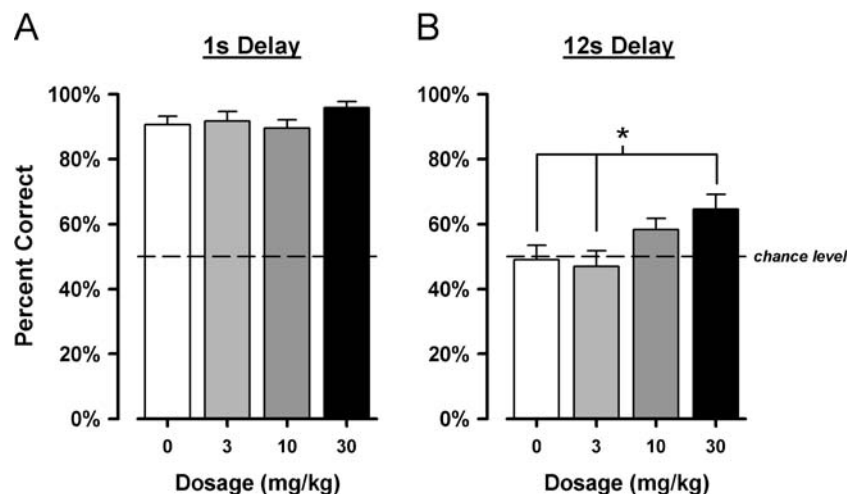 A
1s Delay
Percent Correct
100%
80%
60%
40%
20%
0%
0 3 10 30
Dosage (mg/kg)
B
12s Delay
100%
80%
60%
40%
20%
0%
*
chance level
0 3 10 30
Dosage (mg/kg)